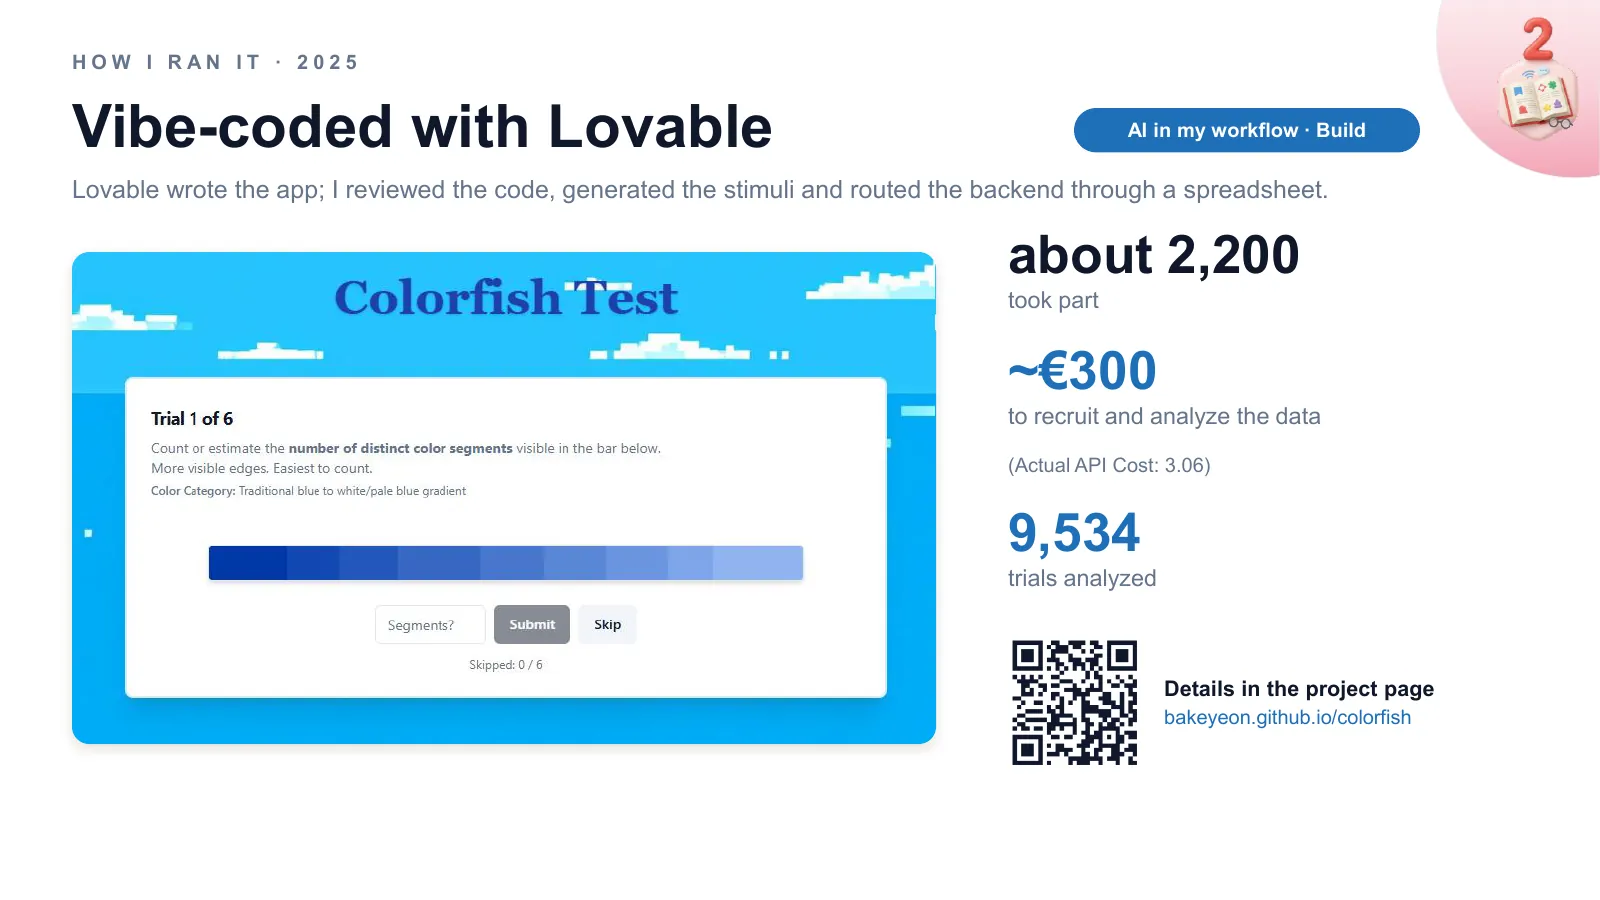 HOW I RAN IT · 2025
2
Vibe-coded with Lovable
AI in my workflow · Build
Lovable wrote the app; I reviewed the code, generated the stimuli and routed the backend through a spreadsheet.
Colorfish Test
Trial 1 of 6
Count or estimate the number of distinct color segments visible in the bar below.
More visible edges. Easiest to count.
Color Category: Traditional blue to white/pale blue gradient
Segments?
Submit
Skip
Skipped: 0 / 6
about 2,200
took part
~€300
to recruit and analyze the data
(Actual API Cost: 3.06)
9,534
trials analyzed
Details in the project page
bakeyeon.github.io/colorfish